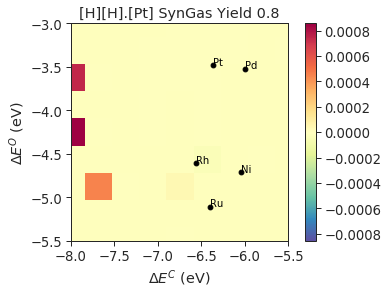 [H][H].[Pt] SynGas Yield 0.8
−3.0
−3.5
−4.0
−4.5
−5.0
−5.5
ΔE^O (eV)
Pt
Pd
Rh
Ni
Ru
−8.0 −7.5 −7.0 −6.5 −6.0 −5.5
ΔE^C (eV)
0.0008
0.0006
0.0004
0.0002
0.0000
−0.0002
−0.0004
−0.0006
−0.0008